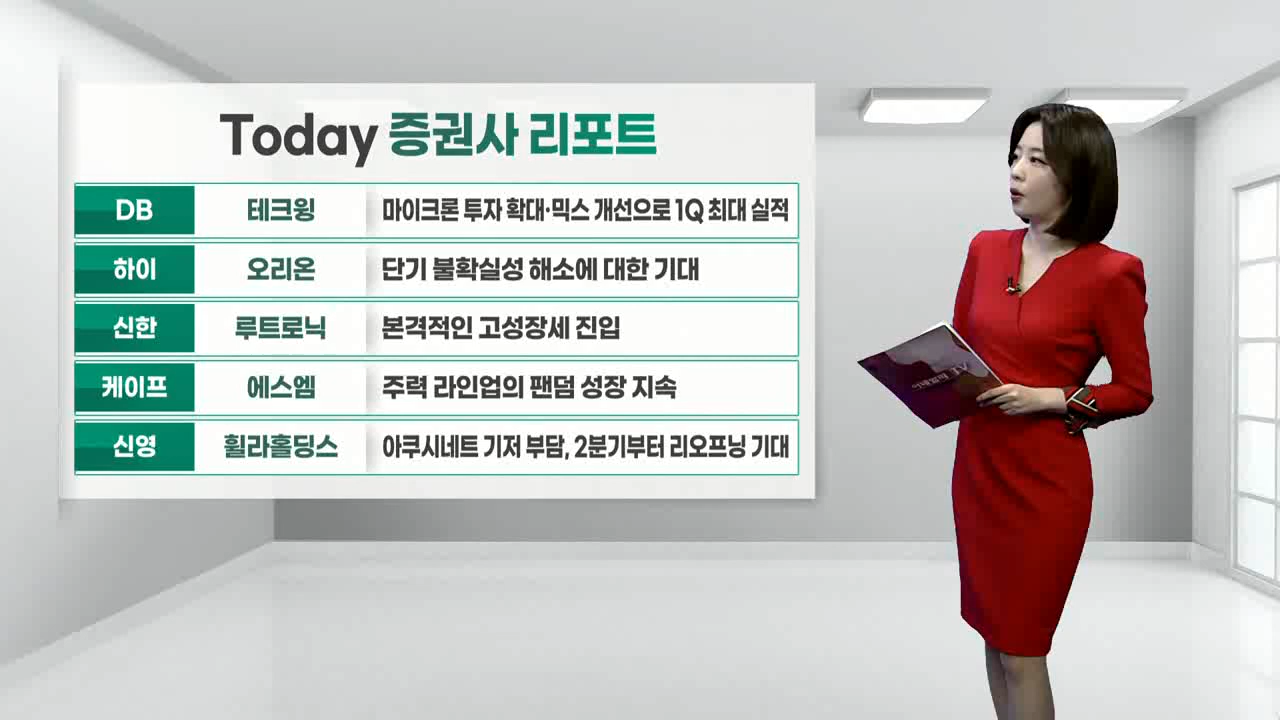 Today 증권사 리포트
DB 테크윙 마이크론 투자 확대·믹스 개선으로 1Q 최대 실적
하이 오리온 단기 불확실성 해소에 대한 기대
신한 루트로닉 본격적인 고성장세 진입
케이프 에스엠 주력 라인업의 팬덤 성장 지속
신영 휠라홀딩스 아쿠시네트 기저 부담, 2분기부터 리오프닝 기대